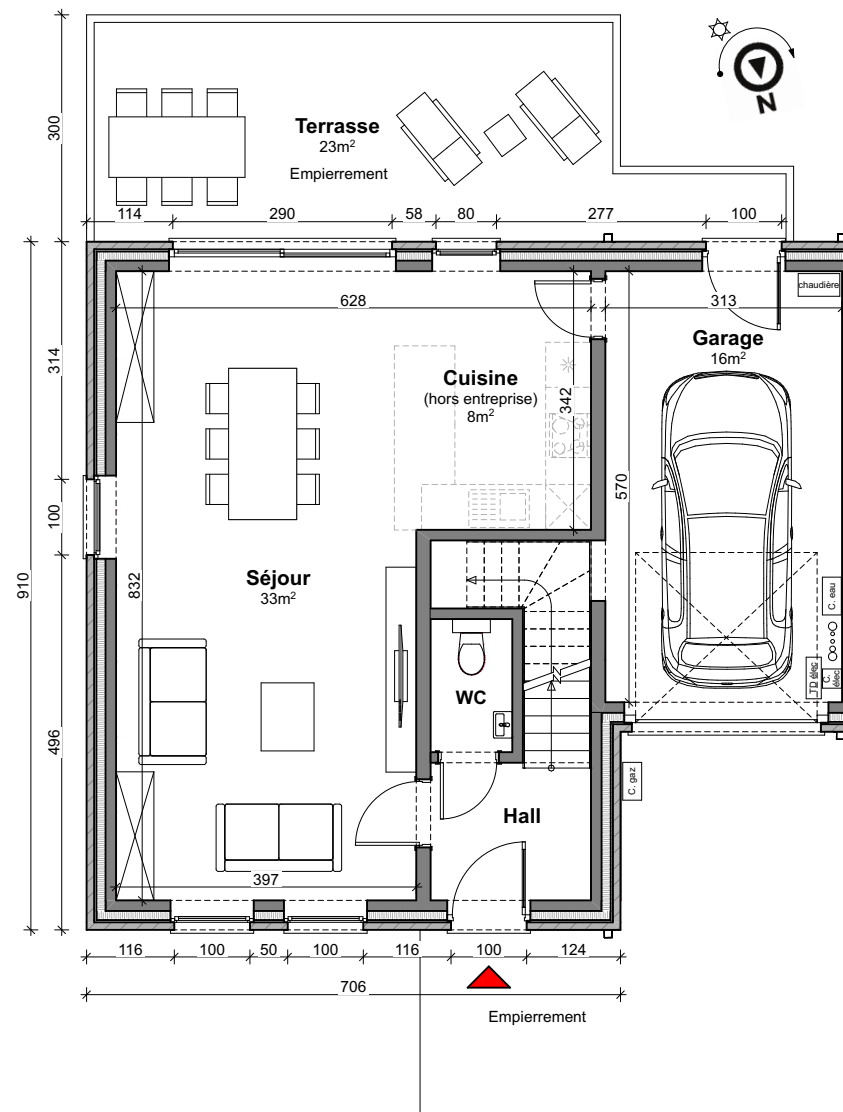 N
300
Terrasse
23m²
Empierrement
114
290
58
80
277
100
chaudière
628
313
Garage
16m²
314
Cuisine
(hors entreprise)
8m²
342
570
100
910
832
Séjour
33m²
C. eau
TD élec
C. élec
WC
496
C. gaz
Hall
397
116
100
50
100
116
100
124
706
Empierrement